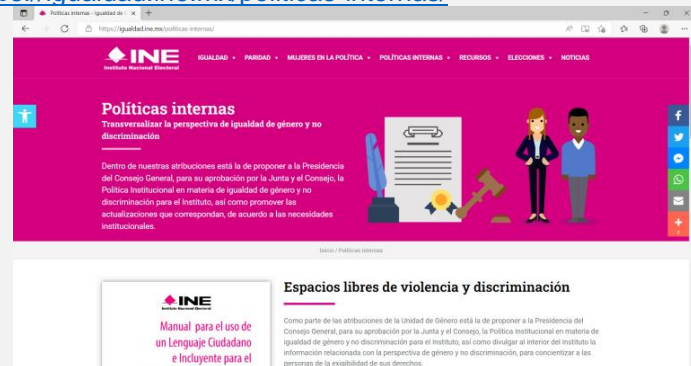 igualdad.ine.mx/politicas-internas/
Políticas internas - Igualdad de
https://igualdad.ine.mx/politicas-internas/
INE
Instituto Nacional Electoral
IGUALDAD PARIDAD MUJERES EN LA POLÍTICA POLÍTICAS INTERNAS RECURSOS ELECCIONES NOTICIAS
Políticas internas
Transversalizar la perspectiva de igualdad de género y no
discriminación
Dentro de nuestras atribuciones está la de proponer a la Presidencia
del Consejo General, para su aprobación por la Junta y el Consejo, la
Política Institucional en materia de igualdad de género y no
discriminación para el Instituto, así como promover las
actualizaciones que correspondan, de acuerdo a las necesidades
institucionales.
Inicio / Políticas internas
INE
Instituto Nacional Electoral
Manual para el uso de
un Lenguaje Ciudadano
e Incluyente para el
Espacios libres de violencia y discriminación
Como parte de las atribuciones de la Unidad de Género está la de proponer a la Presidencia del
Consejo General, para su aprobación por la Junta y el Consejo, la Política Institucional en materia de
igualdad de género y no discriminación para el Instituto, así como divulgar al interior del Instituto la
información relacionada con la perspectiva de género y no discriminación, para concientizar a las
personas de la exigibilidad de sus derechos.